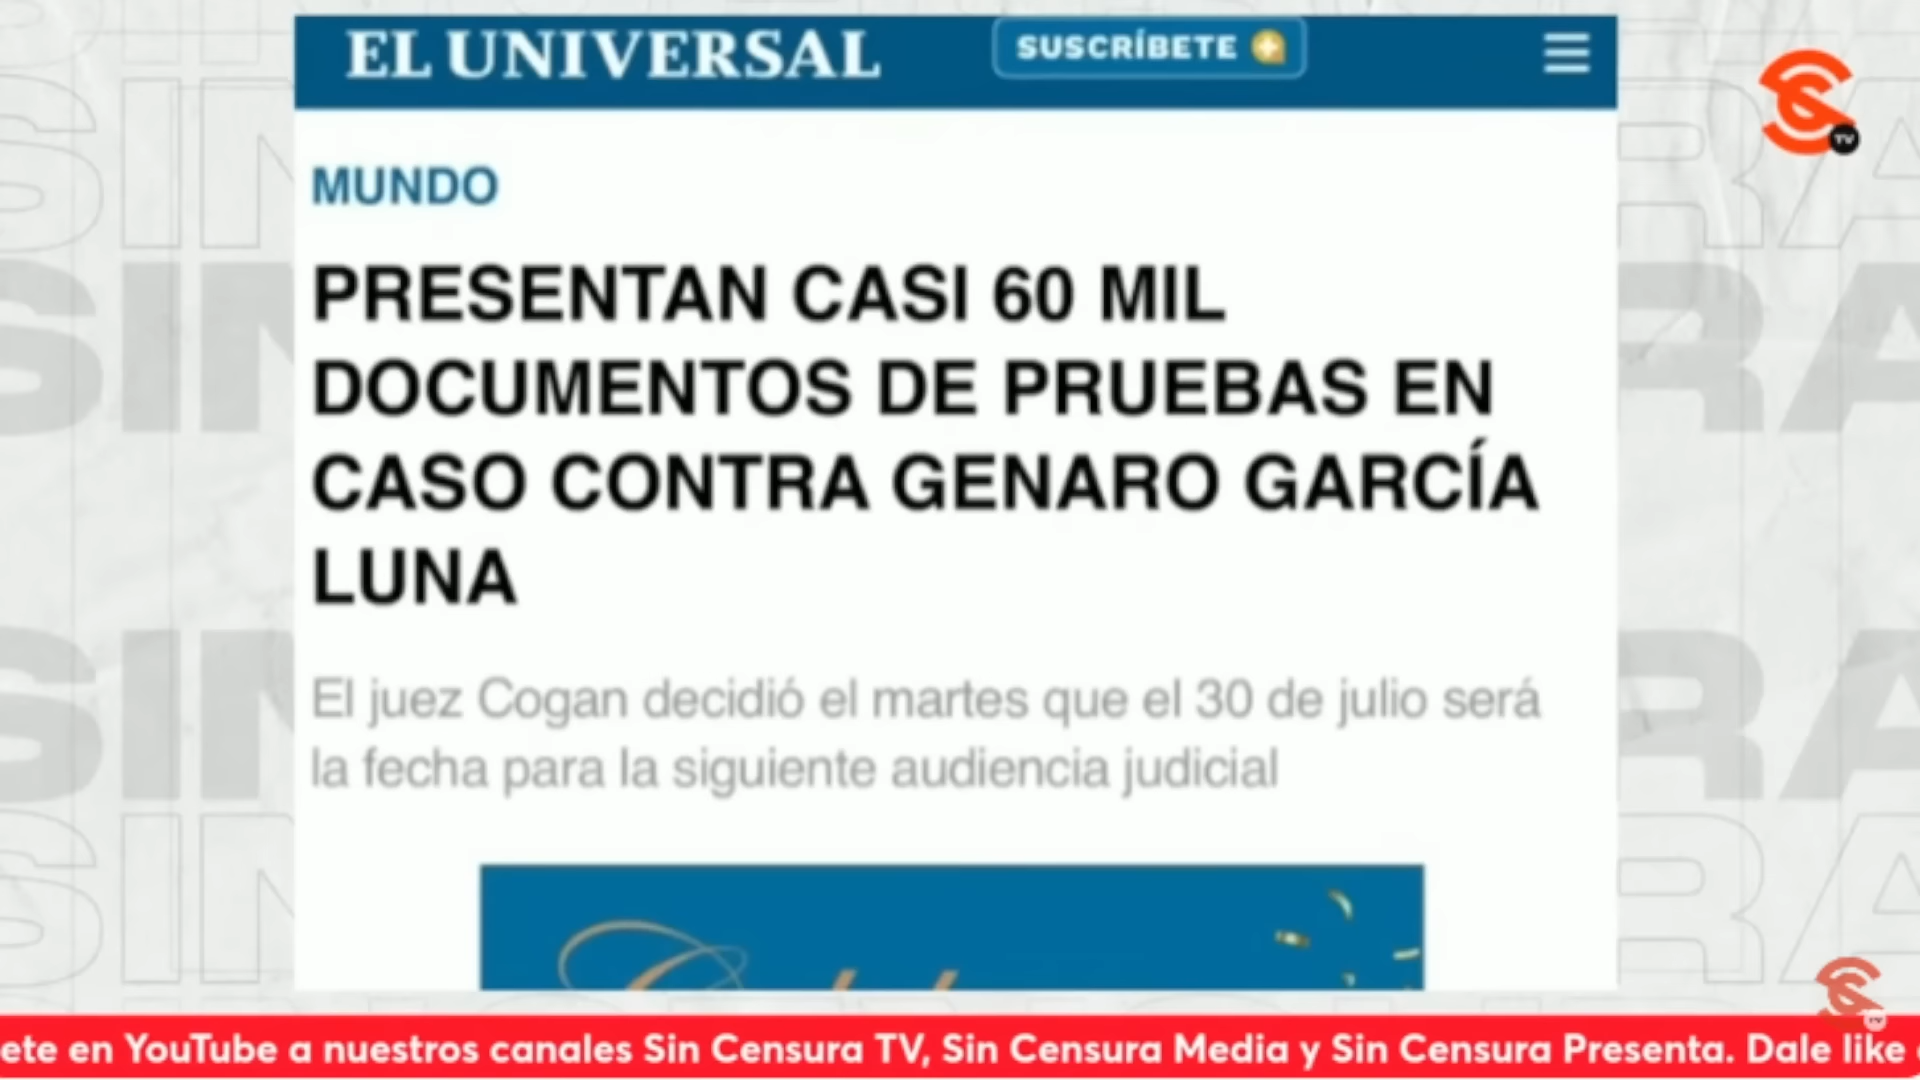 EL UNIVERSAL
SUSCRÍBETE
TV
MUNDO
PRESENTAN CASI 60 MIL
DOCUMENTOS DE PRUEBAS EN
CASO CONTRA GENARO GARCÍA
LUNA
El juez Cogan decidió el martes que el 30 de julio será
la fecha para la siguiente audiencia judicial
en YouTube a nuestros canales Sin Censura TV, Sin Censura Media y Sin Censura Presenta. Dale like